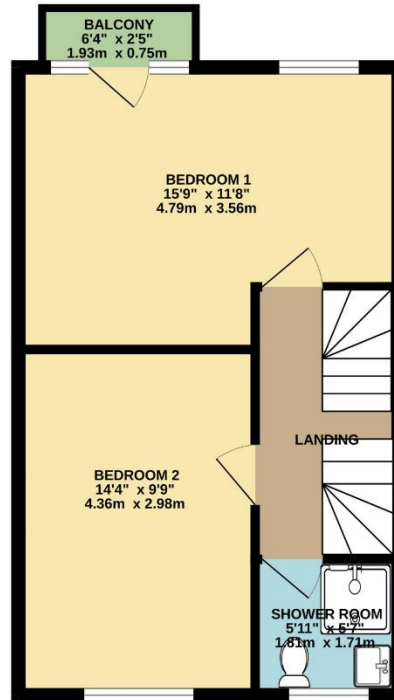 BALCONY
6'4" x 2'5"
1.93m x 0.75m
BEDROOM 1
15'9" x 11'8"
4.79m x 3.56m
LANDING
BEDROOM 2
14'4" x 9'9"
4.36m x 2.98m
SHOWER ROOM
5'11" x 5'7"
1.81m x 1.71m